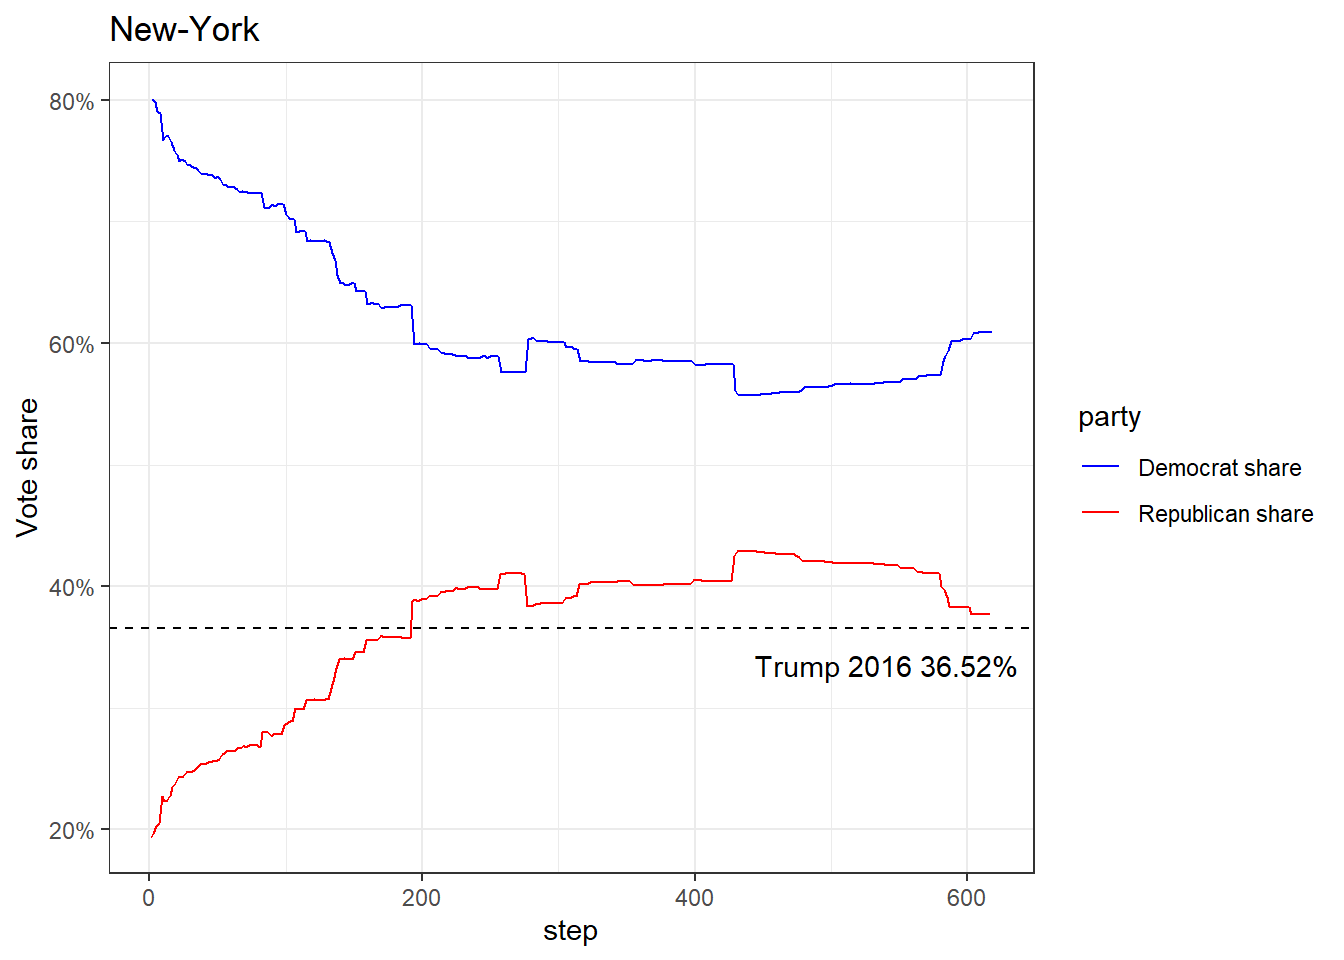 New-York
80%
60%
40%
20%
Vote share
Trump 2016 36.52%
0
200
400
600
step
party
Democrat share
Republican share